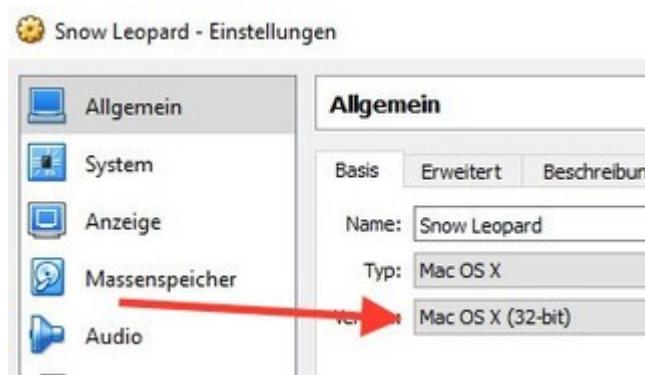 Snow Leopard - Einstellungen
Allgemein
System
Anzeige
Massenspeicher
Audio
Allgemein
Basis Erweitert
Name: Snow Leopard
Typ: Mac OS X
Mac OS X (32-bit)